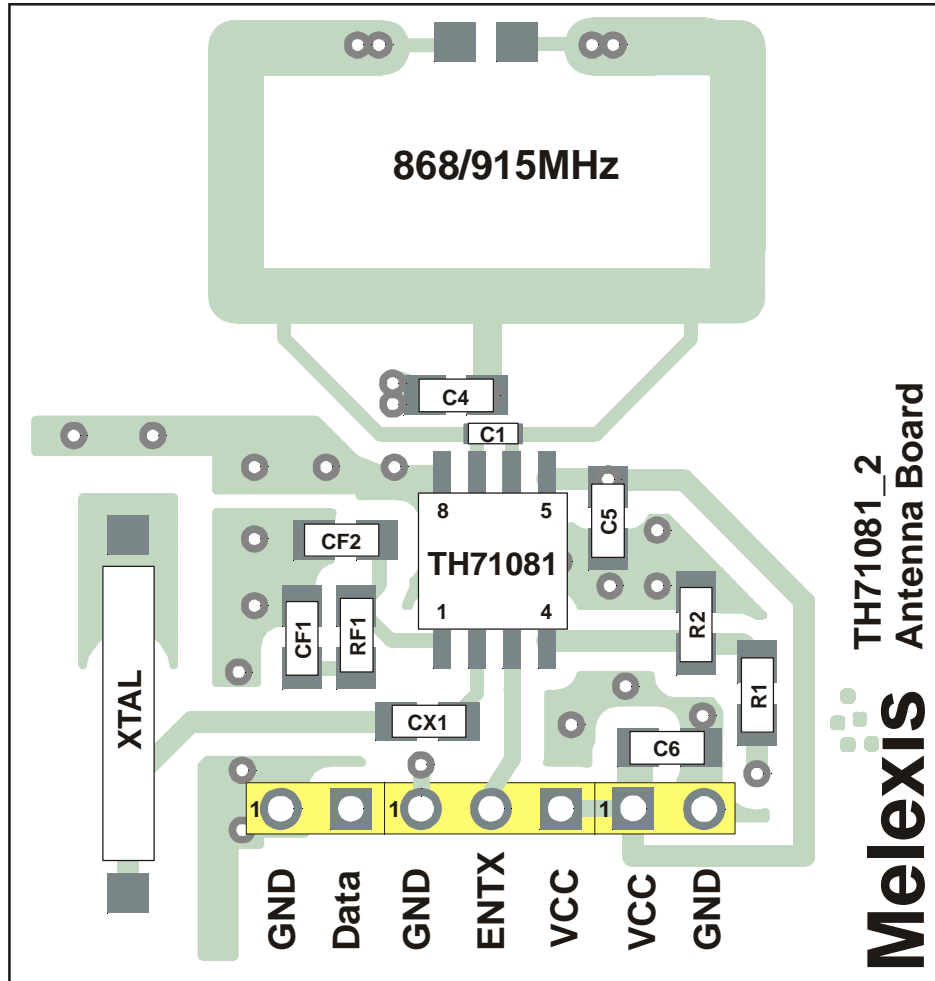 868/915MHz
C4
C1
8
5
TH71081
1
4
C5
CF2
CF1
RF1
R2
R1
XTAL
CX1
C6
1
1
1
GND
Data
GND
ENTX
VCC
VCC
GND
TH71081_2
Antenna Board
Melexis